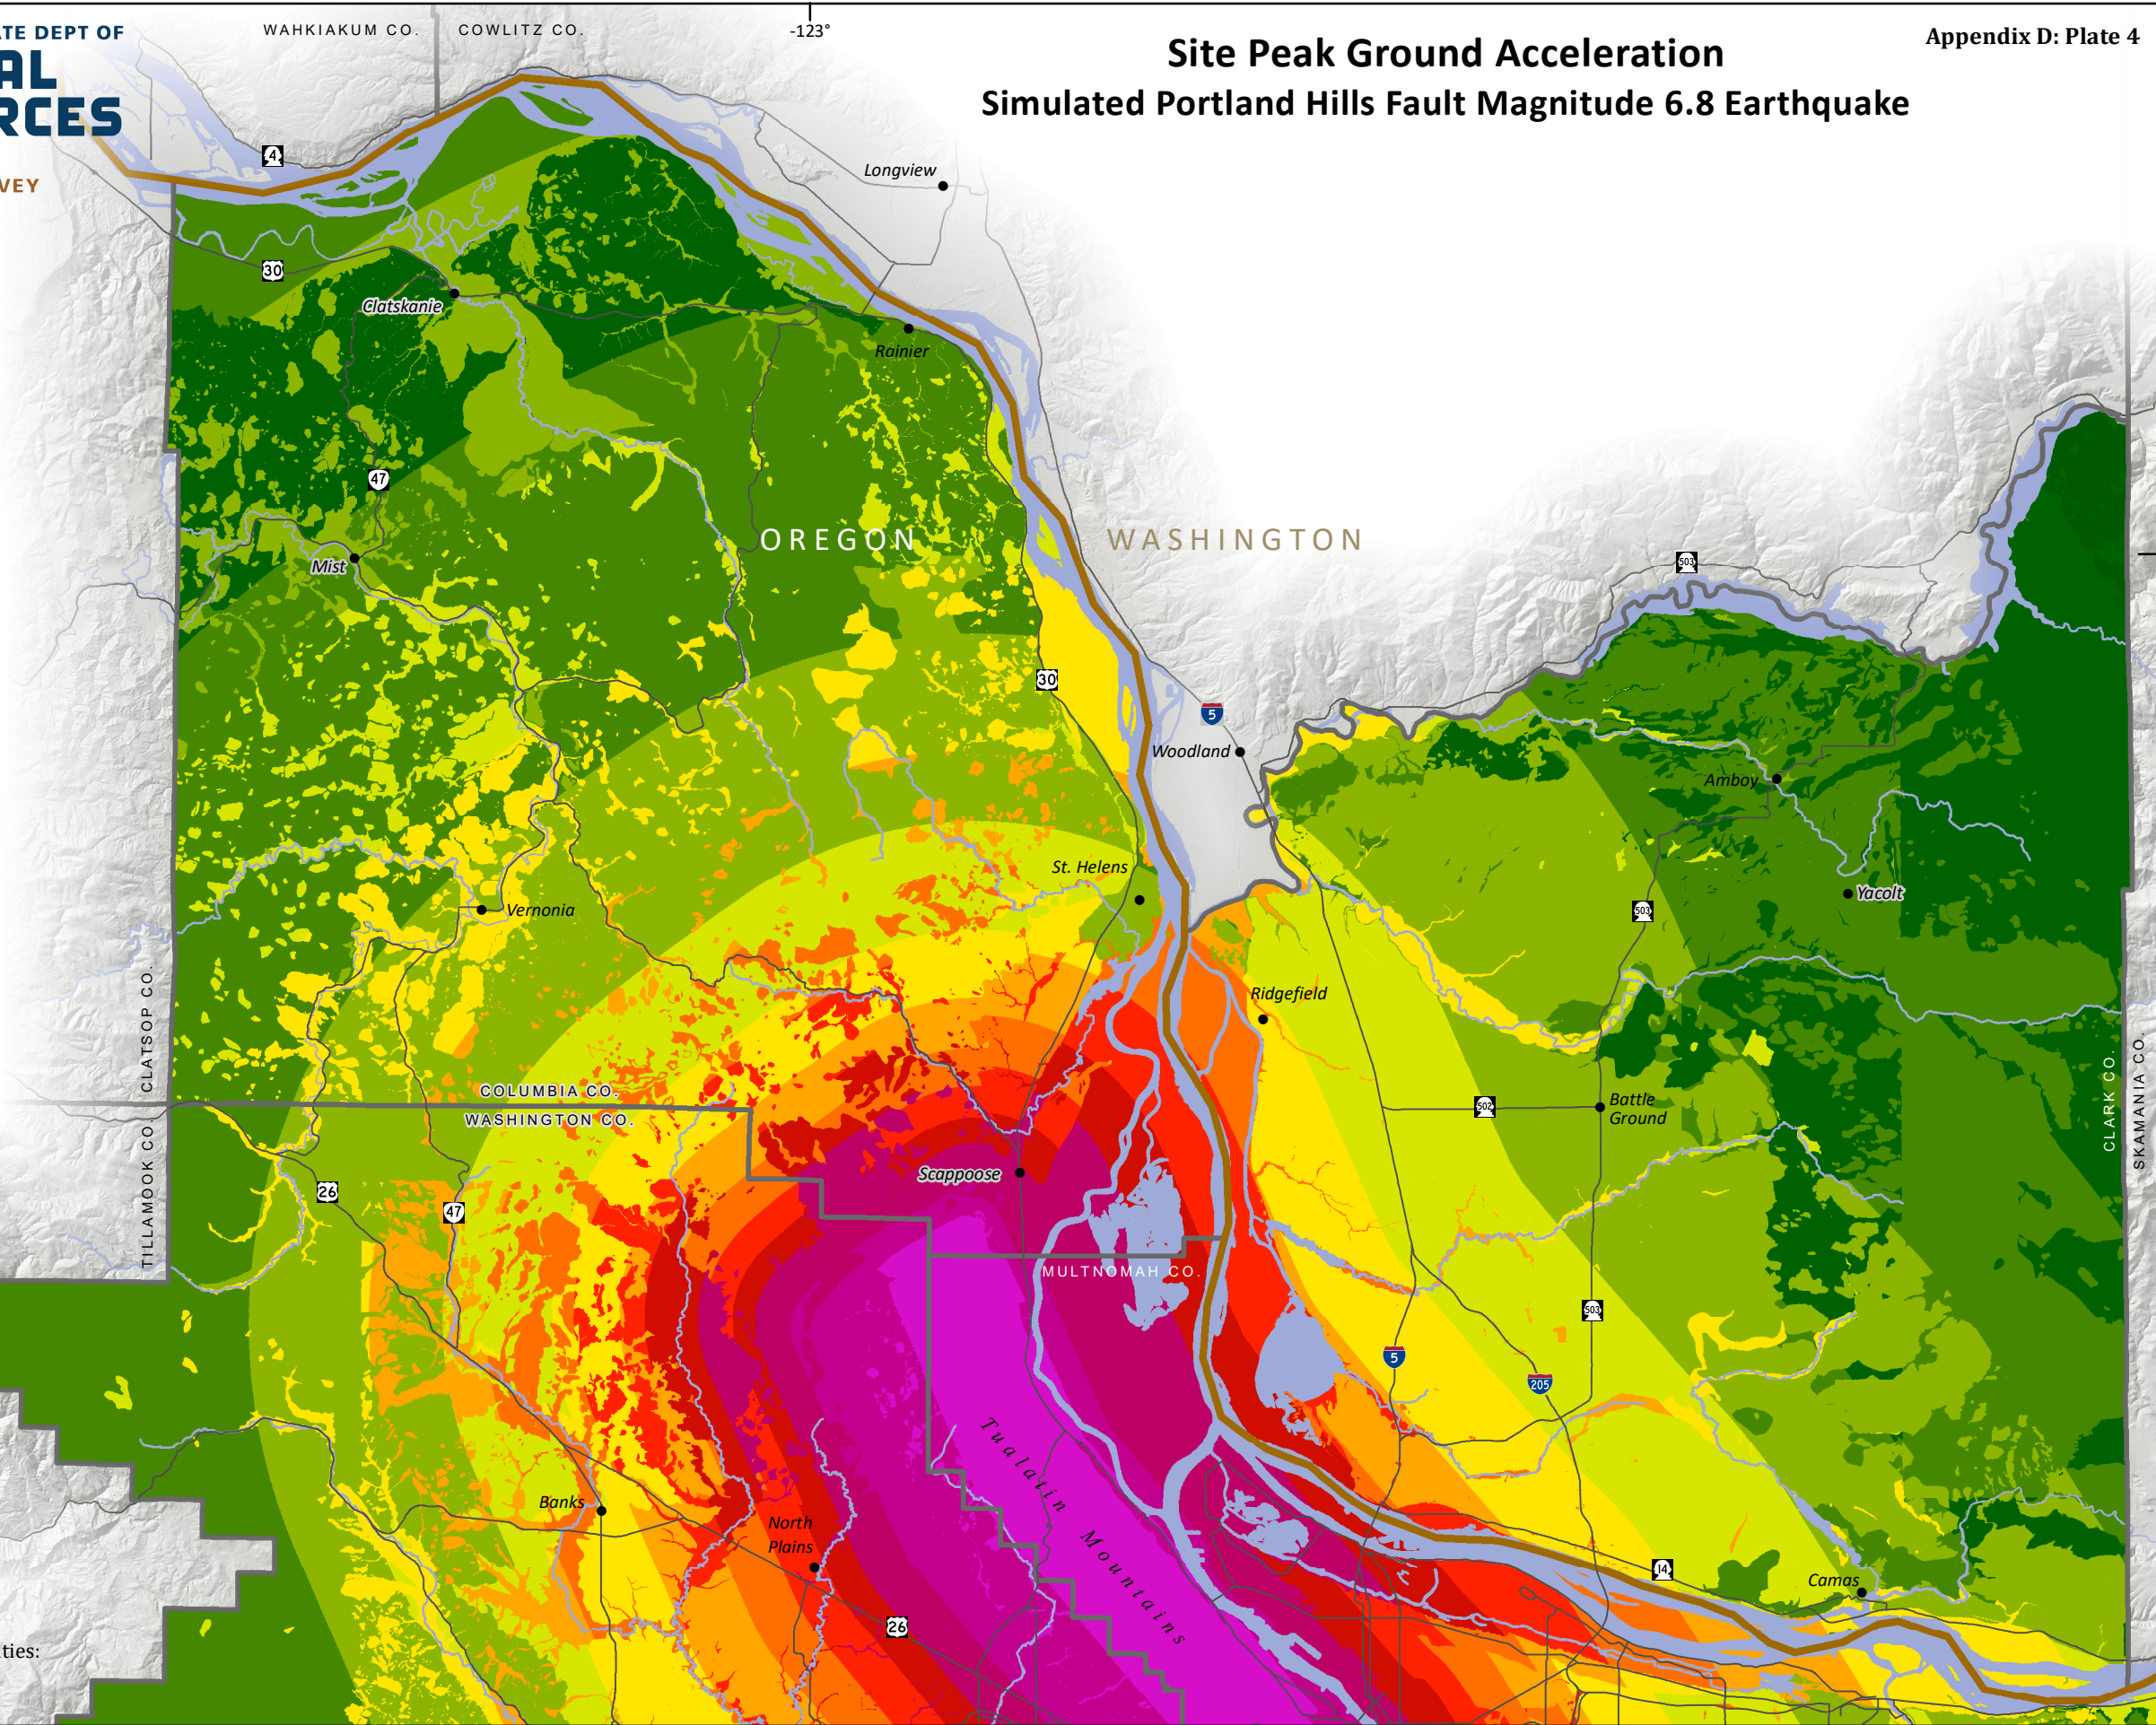 Site Peak Ground Acceleration
Simulated Portland Hills Fault Magnitude 6.8 Earthquake
Appendix D: Plate 4
TE DEPT OF
AL
RCES
VEY
WAHKIAKUM CO.
COWLITZ CO.
-123°
4
Longview
30
Clatskanie
Rainier
47
OREGON
WASHINGTON
503
Mist
30
5
Woodland
Amboy
St. Helens
Yacolt
503
Vernonia
Ridgefield
CLATSOP CO.
TILLAMOOK CO.
COLUMBIA CO.
WASHINGTON CO.
502
Battle
Ground
CLARK CO.
SKAMANIA CO.
Scappoose
26
47
MULTNOMAH CO.
503
5
205
Tualatin Mountains
Banks
North
Plains
14
Camas
26
ties: